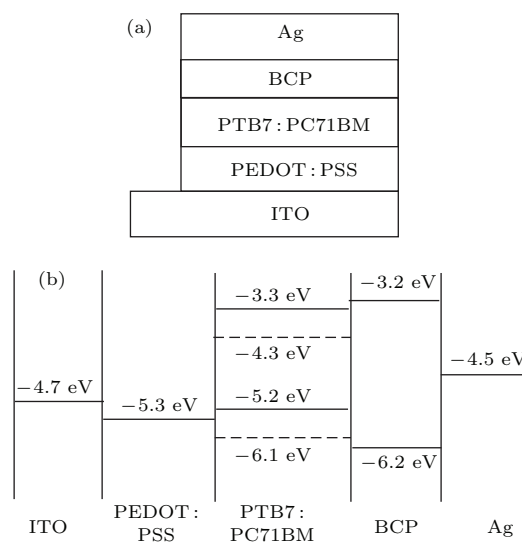 (a)
Ag
BCP
PTB7:PC71BM
PEDOT:PSS
ITO
(b)
−3.3 eV
−3.2 eV
−4.3 eV
−4.5 eV
−4.7 eV
−5.3 eV
−5.2 eV
−6.1 eV
−6.2 eV
ITO
PEDOT:
PSS
PTB7:
PC71BM
BCP
Ag